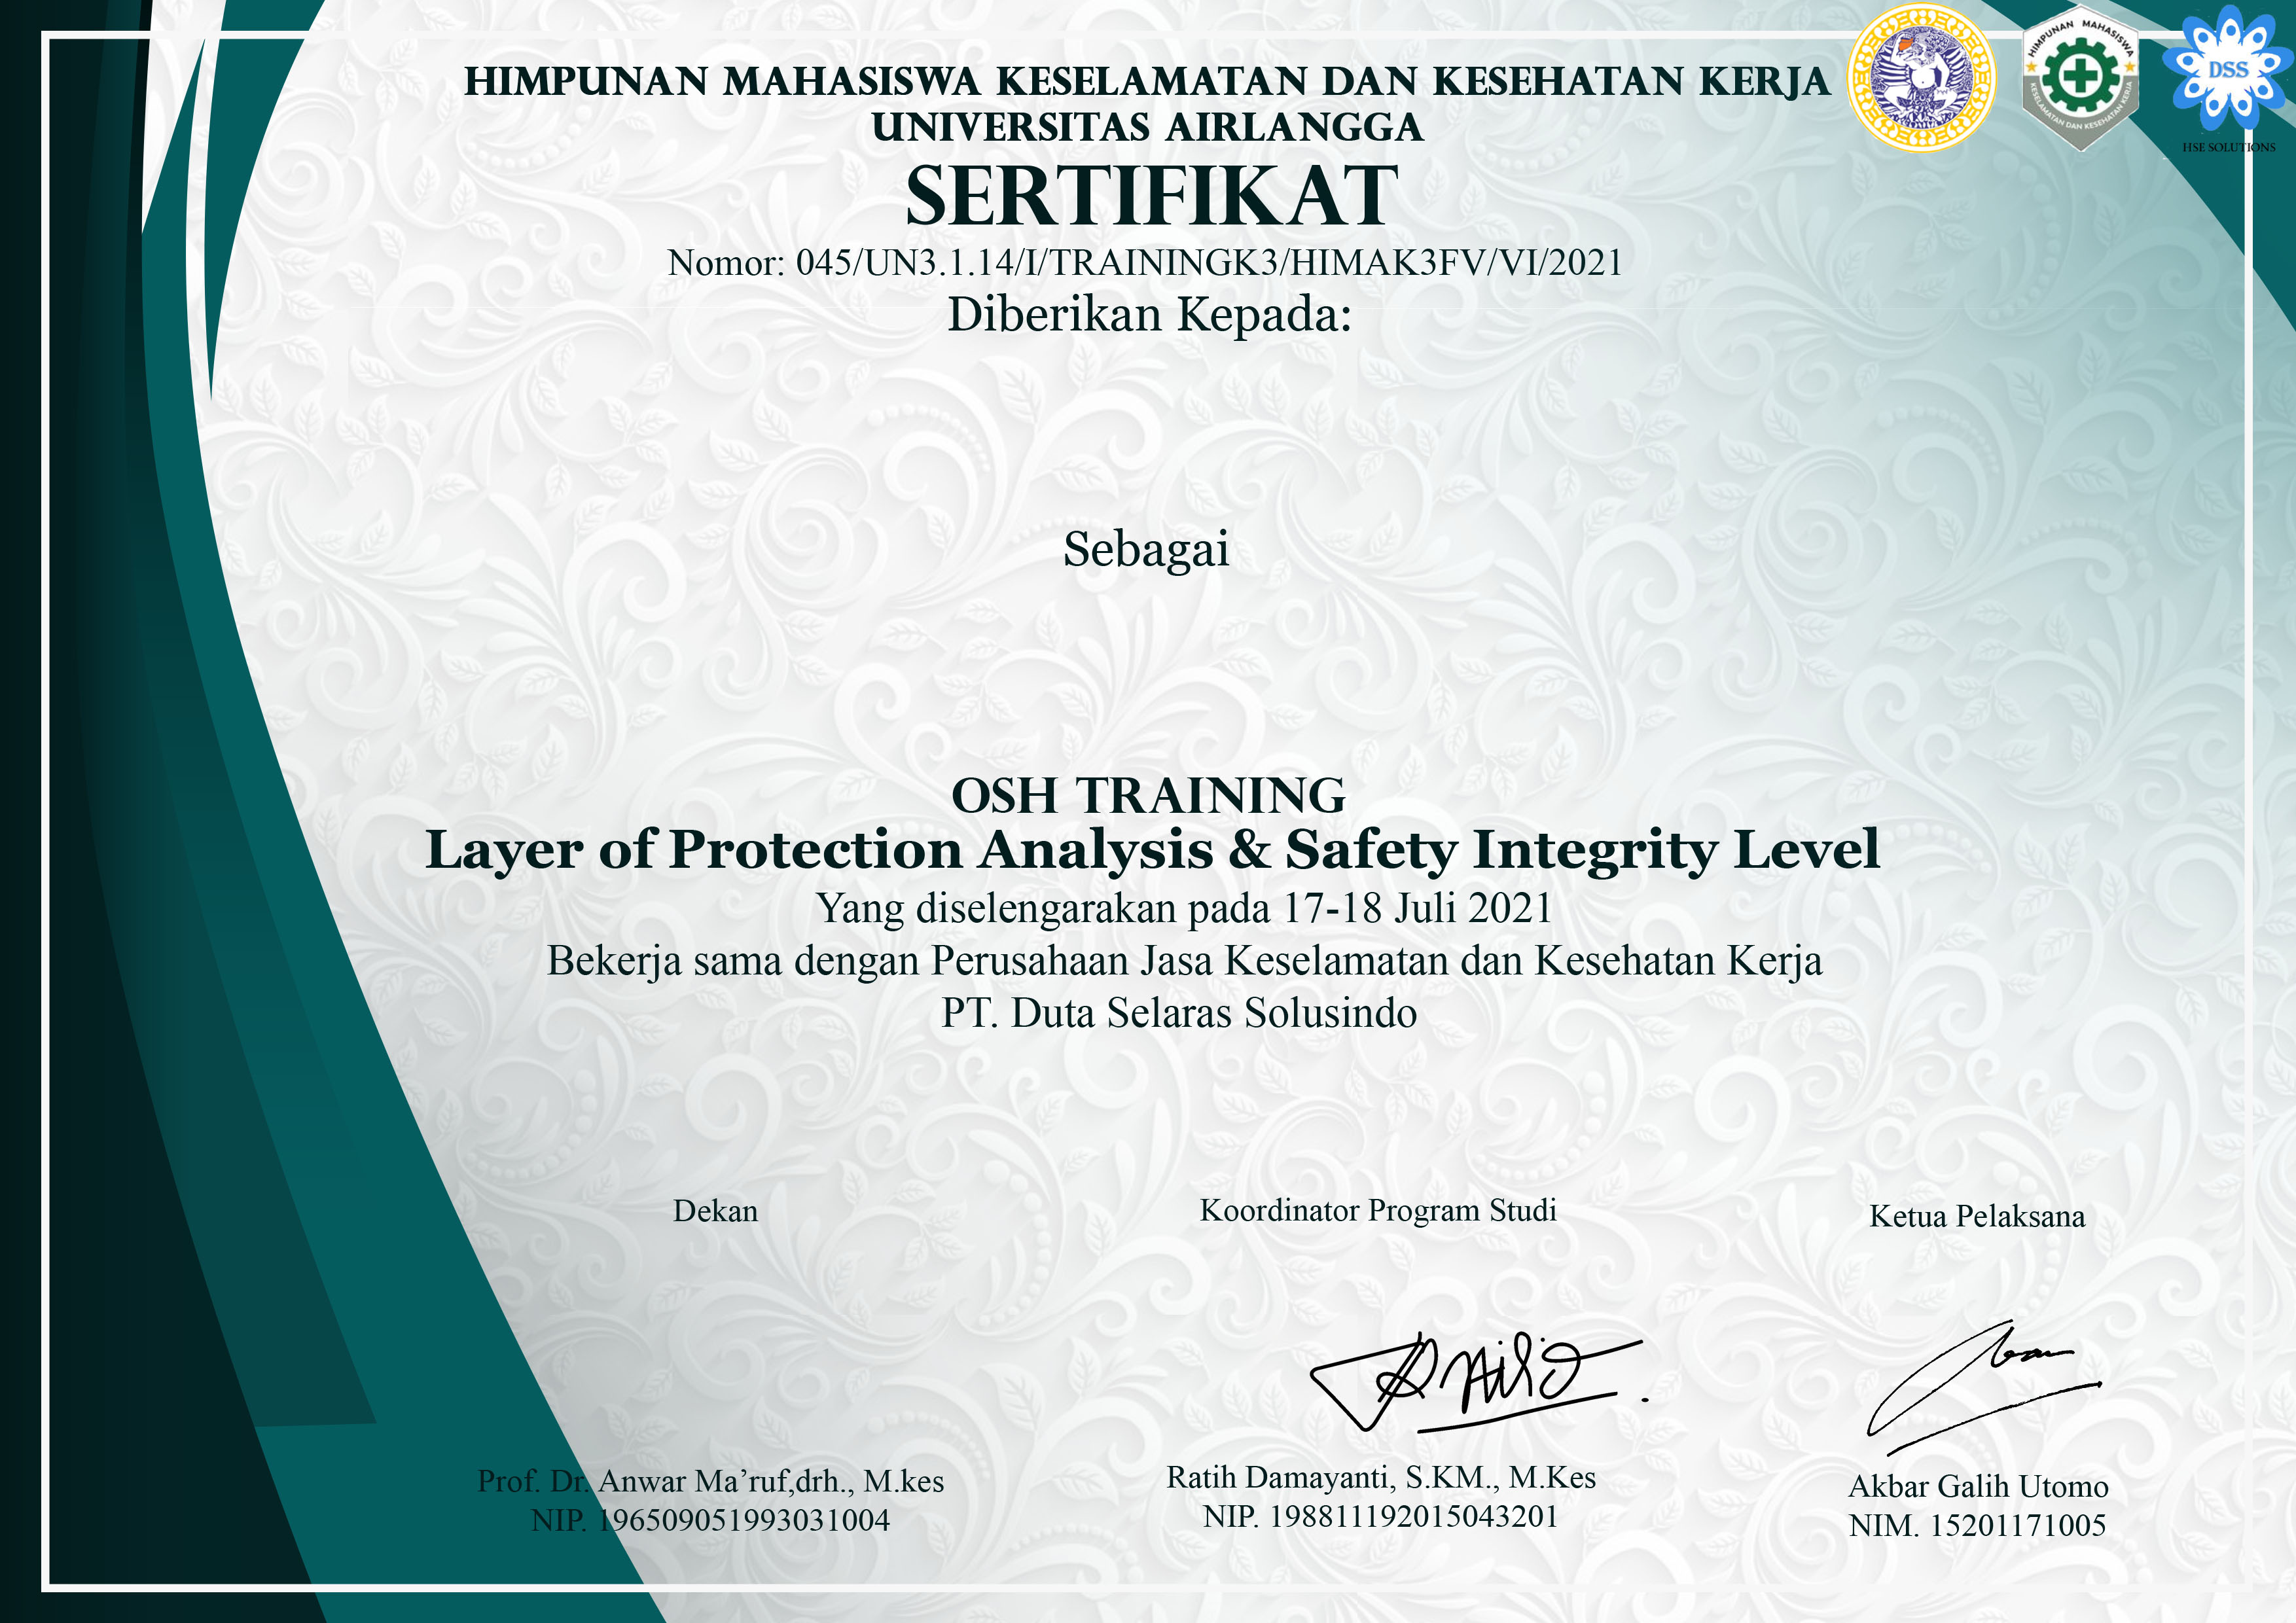 HIMPUNAN MAHASISWA KESELAMATAN DAN KESEHATAN KERJA
UNIVERSITAS AIRLANGGA
SERTIFIKAT
Nomor: 045/UN3.1.14/I/TRAININGK3/HIMAK3FV/VI/2021
Diberikan Kepada:
HIMPUNAN MAHASISWA
KESELAMATAN DAN KESEHATAN KERJA
DSS
HSE SOLUTIONS
Sebagai
OSH TRAINING
Layer of Protection Analysis & Safety Integrity Level
Yang diselengarakan pada 17-18 Juli 2021
Bekerja sama dengan Perusahaan Jasa Keselamatan dan Kesehatan Kerja
PT. Duta Selaras Solusindo
Dekan
Koordinator Program Studi
Ketua Pelaksana
Prof. Dr. Anwar Ma’ruf,drh., M.kes
NIP. 196509051993031004
Ratih Damayanti, S.KM., M.Kes
NIP. 198811192015043201
Akbar Galih Utomo
NIM. 15201171005